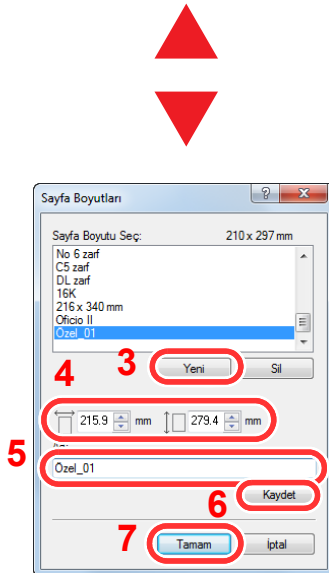 Sayfa Boyutları
Sayfa Boyutu Seç: 210 x 297 mm
No 6 zarf
C5 zarf
DL zarf
16K
216 x 340 mm
Oficio II
Özel_01
3 Yeni Sil
4
215.9 mm 279.4 mm
5
Özel_01
6 Kaydet
7 Tamam İptal